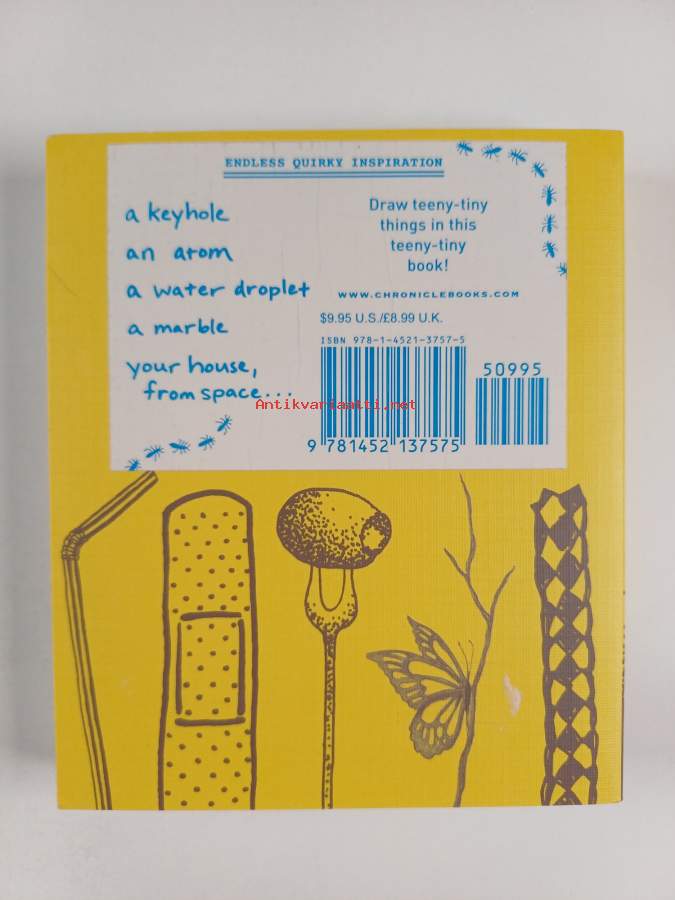 ENDLESS QUIRKY INSPIRATION
a keyhole
an atom
a water droplet
a marble
your house,
from space...
Draw teeny-tiny
things in this
teeny-tiny
book!
WWW.CHRONICLEBOOKS.COM
$9.95 U.S./£8.99 U.K.
ISBN 978-1-4521-3757-5
50995
9 781452 137575
Antikvariaatti.net